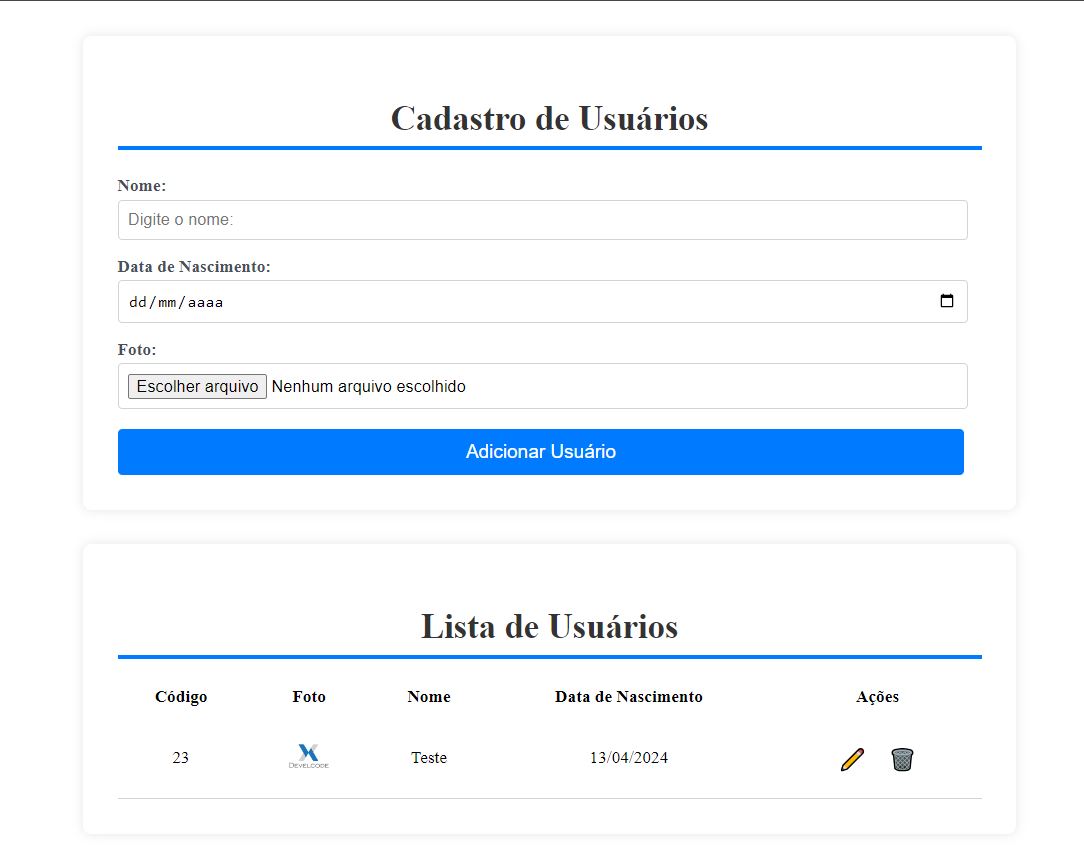 Cadastro de Usuários
Nome:
Digite o nome:
Data de Nascimento:
dd/mm/aaaa
Foto:
Escolher arquivo Nenhum arquivo escolhido
Adicionar Usuário
Lista de Usuários
Código Foto Nome Data de Nascimento Ações
23 DEVELCODE Teste 13/04/2024